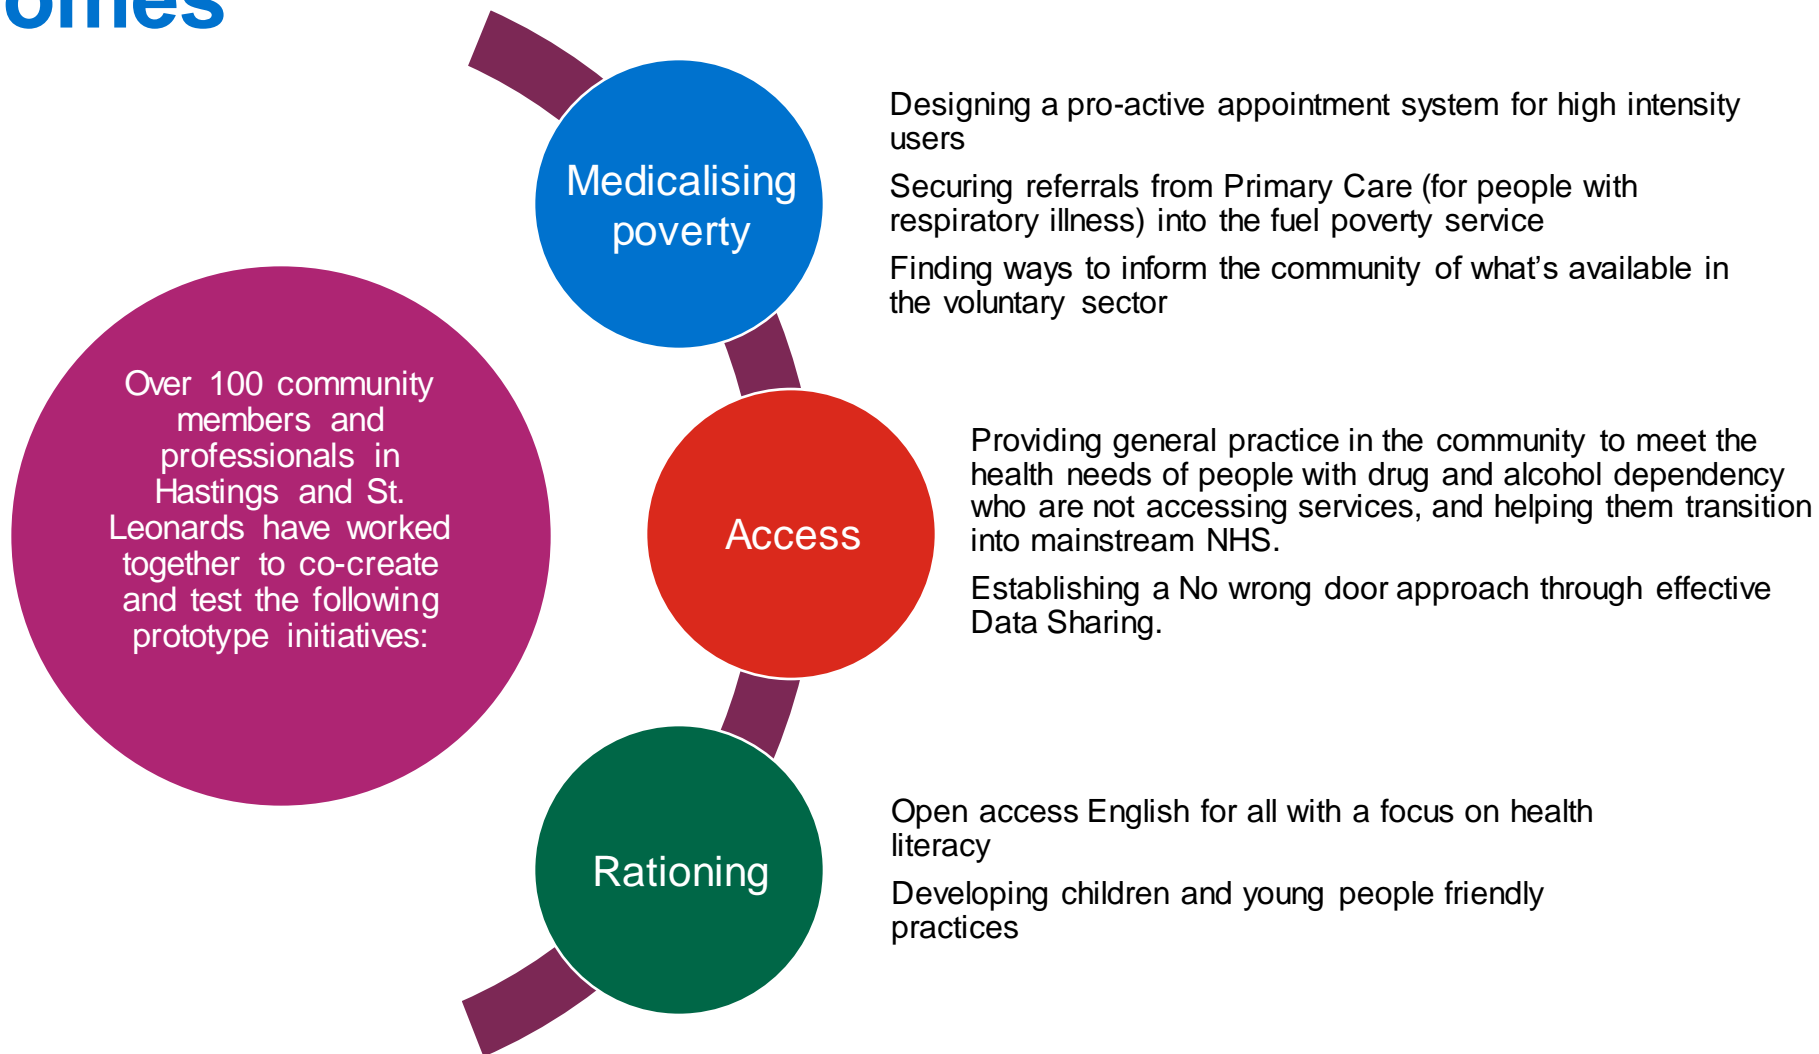 Over 100 community
members and
professionals in
Hastings and St.
Leonards have worked
together to co-create
and test the following
prototype initiatives:
Medicalising
poverty
Designing a pro-active appointment system for high intensity
users
Securing referrals from Primary Care (for people with
respiratory illness) into the fuel poverty service
Finding ways to inform the community of what’s available in
the voluntary sector
Access
Providing general practice in the community to meet the
health needs of people with drug and alcohol dependency
who are not accessing services, and helping them transition
into mainstream NHS.
Establishing a No wrong door approach through effective
Data Sharing.
Rationing
Open access English for all with a focus on health
literacy
Developing children and young people friendly
practices